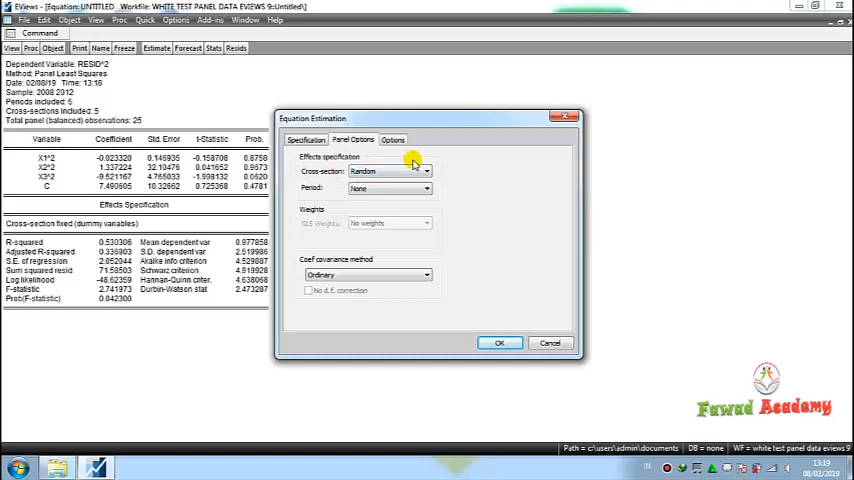 EViews - [Equation: UNTITLED   Workfile: WHITE TEST PANEL DATA EVIEWS 9::Untitled\]
File Edit Object View Proc Quick Options Add-ins Window Help
Command
View Proc Object Print Name Freeze Estimate Forecast Stats Resids
Dependent Variable: RESID^2
Method: Panel Least Squares
Date: 02/08/19 Time: 13:18
Sample: 2008 2012
Periods included: 5
Cross-sections included: 5
Total panel (balanced) observations: 25
Variable Coefficient Std. Error t-Statistic Prob.
X1^2 -0.023320 0.146935 -0.158708 0.8758
X2^2 1.337224 32.10476 0.041652 0.9673
X3^2 -9.521167 4.765033 -1.998132 0.0620
C 7.490605 10.32662 0.725368 0.4781
Effects Specification
Cross-section fixed (dummy variables)
R-squared 0.530306 Mean dependent var 0.977858
Adjusted R-squared 0.336903 S.D. dependent var 2.519986
S.E. of regression 2.052044 Akaike info criterion 4.529887
Sum squared resid 71.58503 Schwarz criterion 4.919928
Log likelihood -48.62359 Hannan-Quinn criter. 4.638068
F-statistic 2.741973 Durbin-Watson stat 2.473287
Prob(F-statistic) 0.042300
Equation Estimation
Specification Panel Options Options
Effects specification
Cross-section: Random
Period: None
Weights
GLS Weights: No weights
Coef covariance method
Ordinary
No d.f. correction
OK Cancel
Fawad Academy
Path = c:\users\admin\documents DB = none WF = white test panel data eviews 9
IN 13:19
08/02/2019